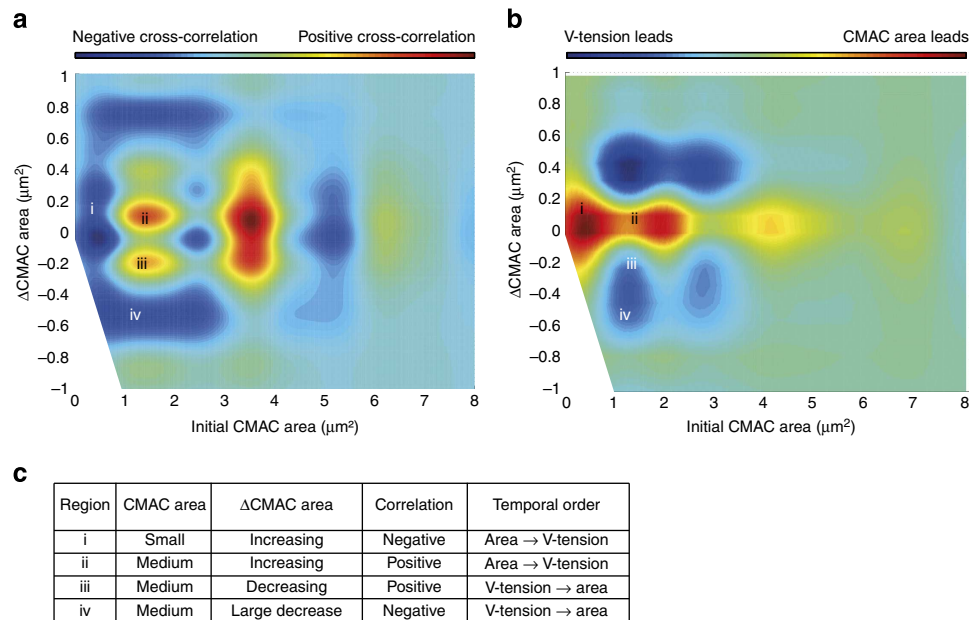 a
Negative cross-correlation Positive cross-correlation
1
0.8
0.6
0.4
0.2
0
–0.2
–0.4
–0.6
–0.8
–1
ΔCMAC area (μm²)
i
ii
iii
iv
0 1 2 3 4 5 6 7 8
Initial CMAC area (μm²)
b
V-tension leads CMAC area leads
1
0.8
0.6
0.4
0.2
0
–0.2
–0.4
–0.6
–0.8
–1
ΔCMAC area (μm²)
i
ii
iii
iv
0 1 2 3 4 5 6 7 8
Initial CMAC area (μm²)
c
Region CMAC area ΔCMAC area Correlation Temporal order
i Small Increasing Negative Area → V-tension
ii Medium Increasing Positive Area → V-tension
iii Medium Decreasing Positive V-tension → area
iv Medium Large decrease Negative V-tension → area